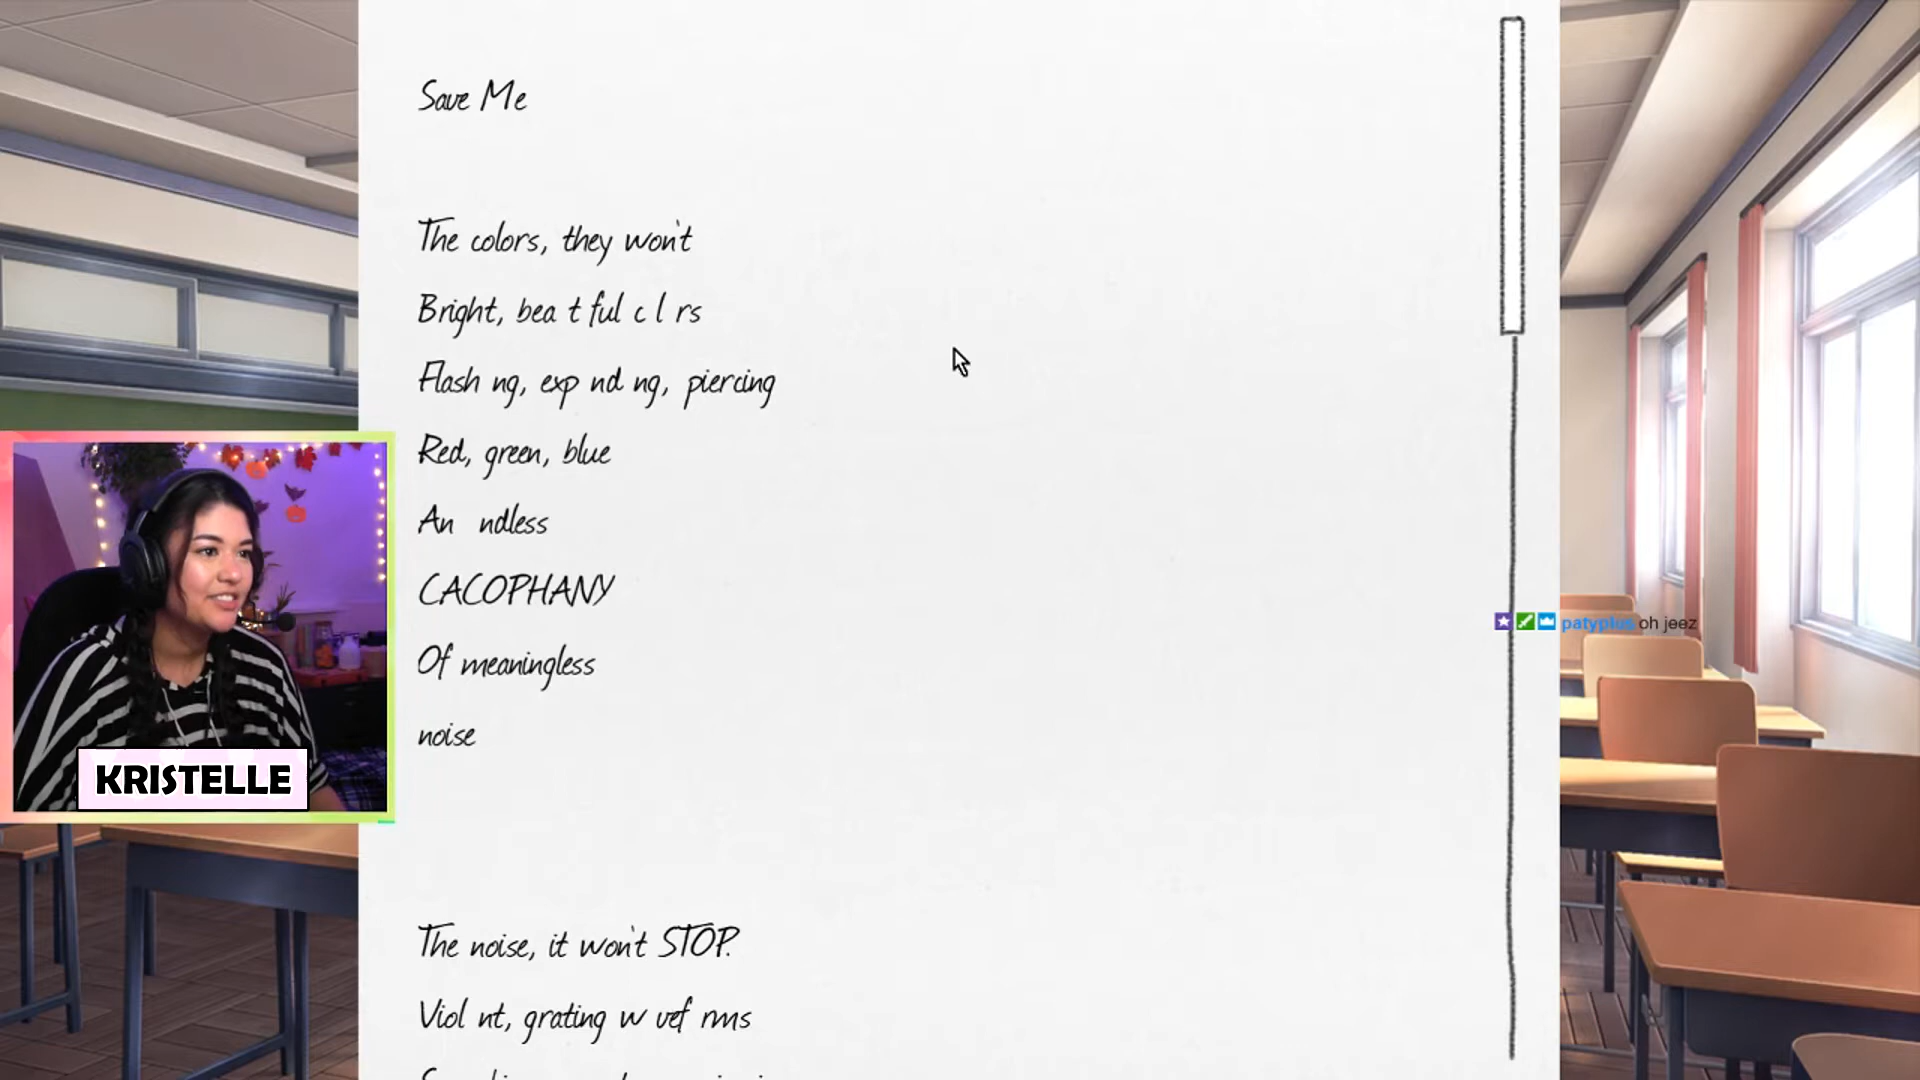 Save Me
The colors, they won't
Bright, bea t ful c l rs
Flash ng, exp nd ng, piercing
Red, green, blue
An ndless
CACOPHANY
Of meaningless
noise
The noise, it won't STOP.
Viol nt, grating w vef rms
patyplus oh jeez
KRISTELLE